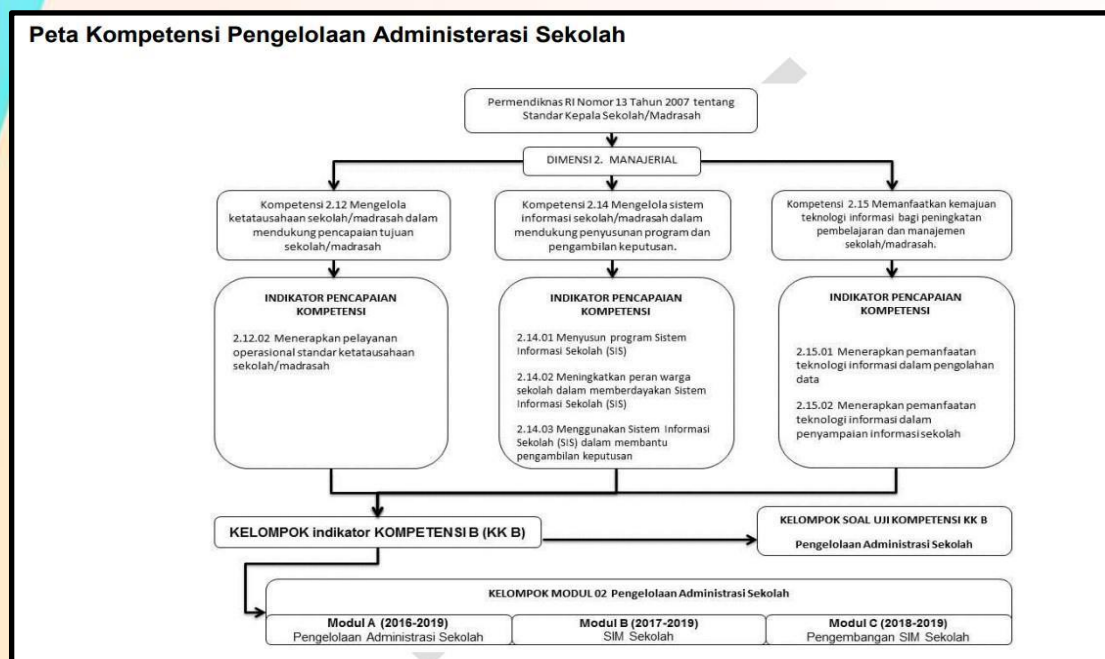 Peta Kompetensi Pengelolaan Administerasi Sekolah
Permendiknas RI Nomor 13 Tahun 2007 tentang
Standar Kepala Sekolah/Madrasah
DIMENSI 2. MANAJERIAL
Kompetensi 2.12 Mengelola
ketatausahaan sekolah/madrasah dalam
mendukung pencapaian tujuan
sekolah/madrasah
Kompetensi 2.14 Mengelola sistem
informasi sekolah/madrasah dalam
mendukung penyusunan program dan
pengambilan keputusan.
Kompetensi 2.15 Memanfaatkan kemajuan
teknologi informasi bagi peningkatan
pembelajaran dan manajemen
sekolah/madrasah.
INDIKATOR PENCAPAIAN
KOMPETENSI
2.12.02 Menerapkan pelayanan
operasional standar ketatausahaan
sekolah/madrasah
INDIKATOR PENCAPAIAN
KOMPETENSI
2.14.01 Menyusun program Sistem
Informasi Sekolah (SIS)
2.14.02 Meningkatkan peran warga
sekolah dalam memberdayakan Sistem
Informasi Sekolah (SIS)
2.14.03 Menggunakan Sistem Informasi
Sekolah (SIS) dalam membantu
pengambilan keputusan
INDIKATOR PENCAPAIAN
KOMPETENSI
2.15.01 Menerapkan pemanfaatan
teknologi informasi dalam pengolahan
data
2.15.02 Menerapkan pemanfaatan
teknologi informasi dalam
penyampaian informasi sekolah
KELOMPOK indikator KOMPETENSI B (KK B)
KELOMPOK SOAL UJI KOMPETENSI KK B
Pengelolaan Administrasi Sekolah
KELOMPOK MODUL 02 Pengelolaan Administrasi Sekolah
Modul A (2016-2019)
Pengelolaan Administrasi Sekolah
Modul B (2017-2019)
SIM Sekolah
Modul C (2018-2019)
Pengembangan SIM Sekolah